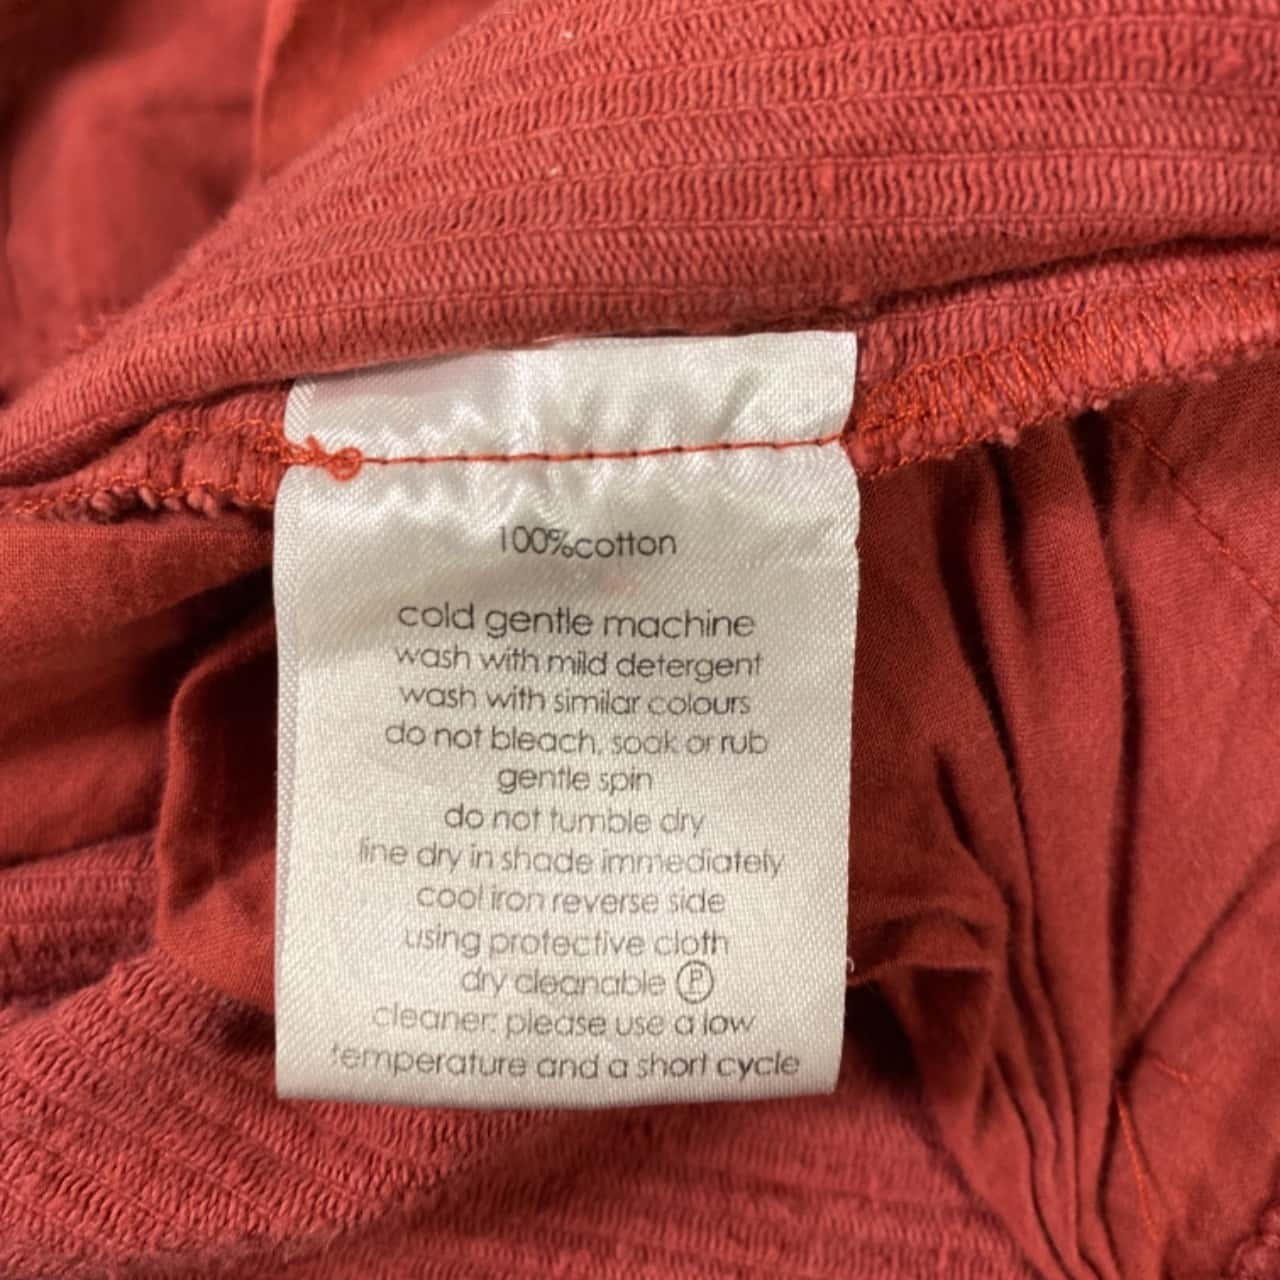 100%cotton
cold gentle machine
wash with mild detergent
wash with similar colours
do not bleach, soak or rub
gentle spin
do not tumble dry
line dry in shade immediately
cool iron reverse side
using protective cloth
dry cleanable Ⓟ
cleaner: please use a low
temperature and a short cycle